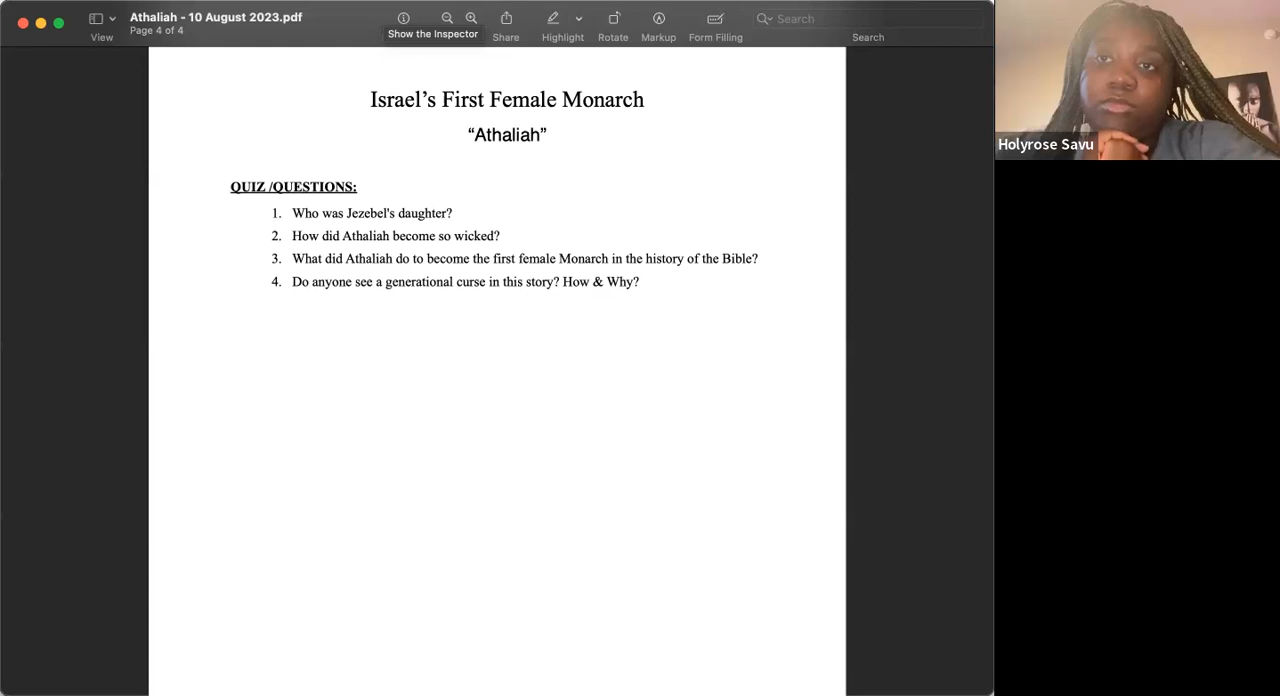 Athaliah - 10 August 2023.pdf
Page 4 of 4
View
Show the Inspector
Share
Highlight
Rotate
Markup
Form Filling
Search
Search
Holyrose Savu
Israel’s First Female Monarch
“Athaliah”
QUIZ /QUESTIONS:
1. Who was Jezebel's daughter?
2. How did Athaliah become so wicked?
3. What did Athaliah do to become the first female Monarch in the history of the Bible?
4. Do anyone see a generational curse in this story? How & Why?